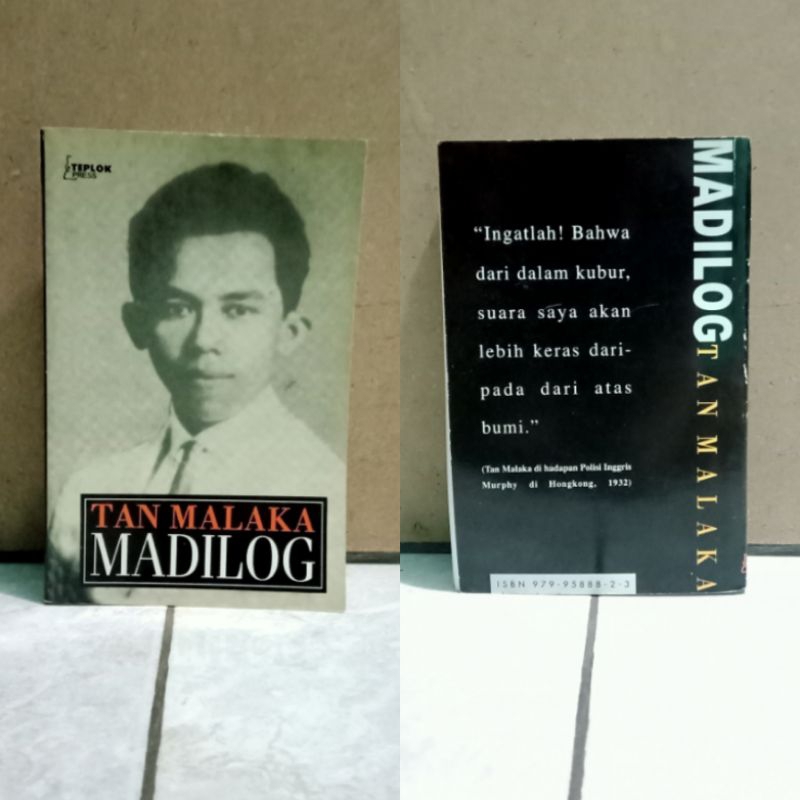 TEPLOK
PRESS
TAN MALAKA
MADILOG
"Ingatlah! Bahwa
dari dalam kubur,
suara saya akan
lebih keras dari-
pada dari atas
bumi."
(Tan Malaka di hadapan Polisi Inggris
Murphy di Hongkong, 1932)
ISBN 979-95888-2-3
MADILOG
TAN MALAKA